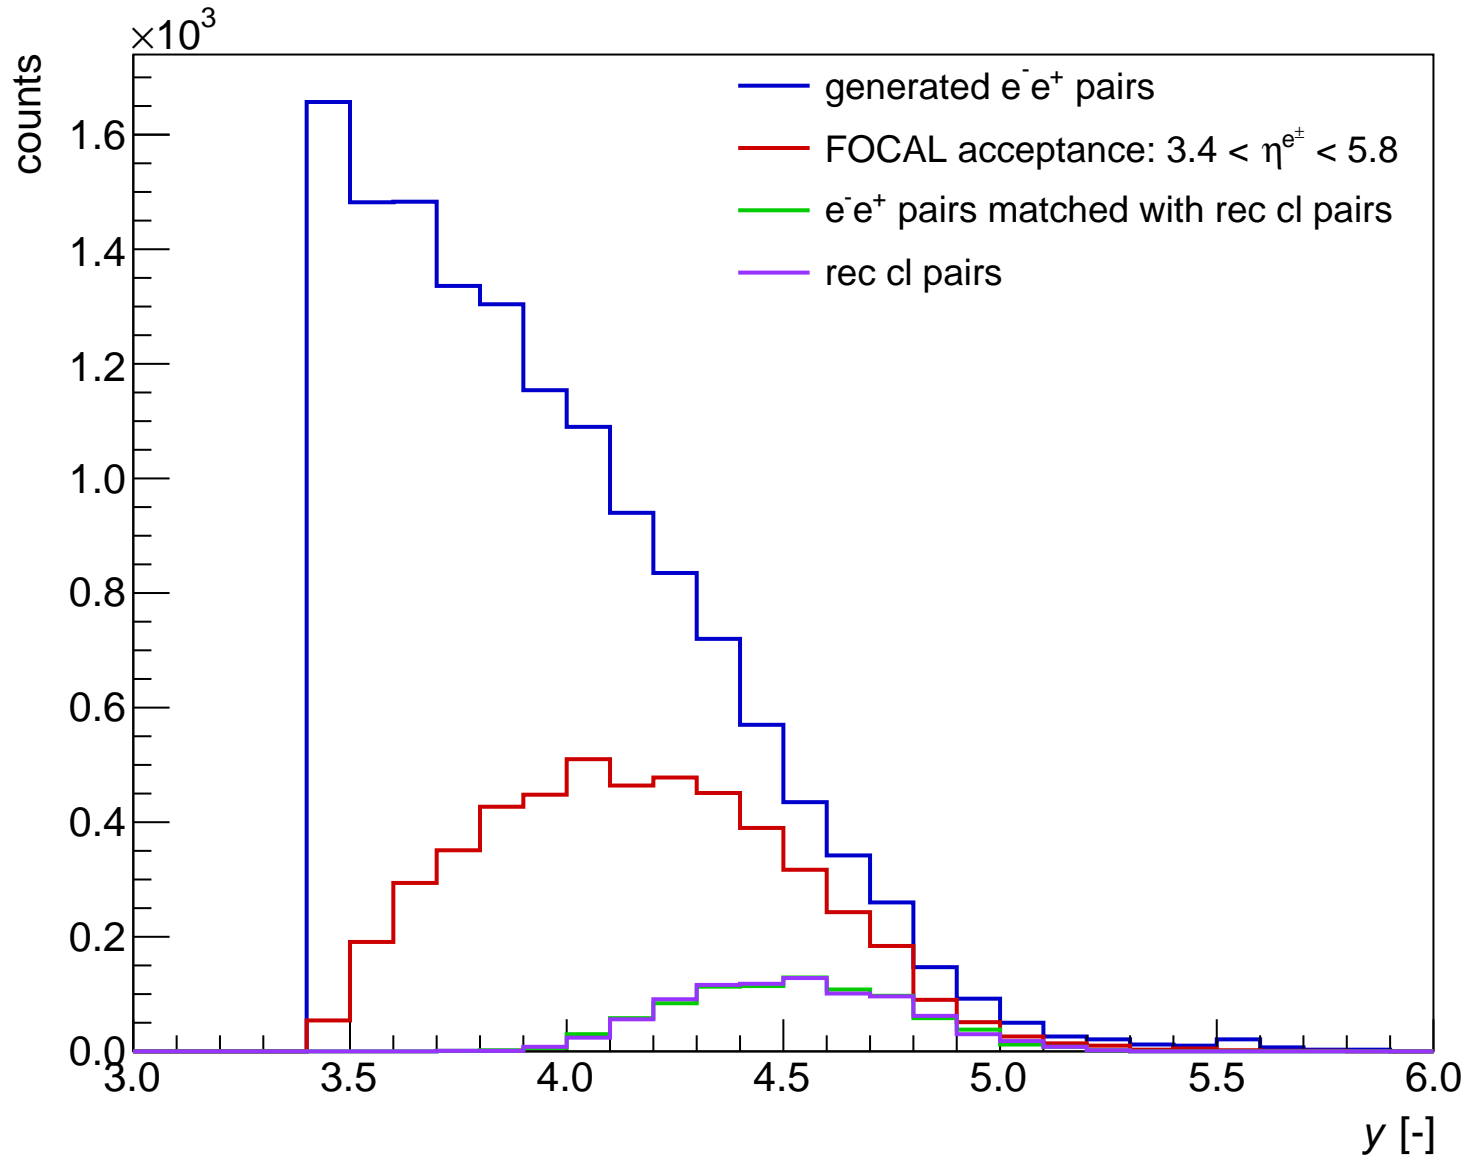 ×10³
counts
generated e⁻e⁺ pairs
FOCAL acceptance: 3.4 < η^e± < 5.8
e⁻e⁺ pairs matched with rec cl pairs
rec cl pairs
1.6
1.4
1.2
1.0
0.8
0.6
0.4
0.2
0.0
3.0 3.5 4.0 4.5 5.0 5.5 6.0
y [-]